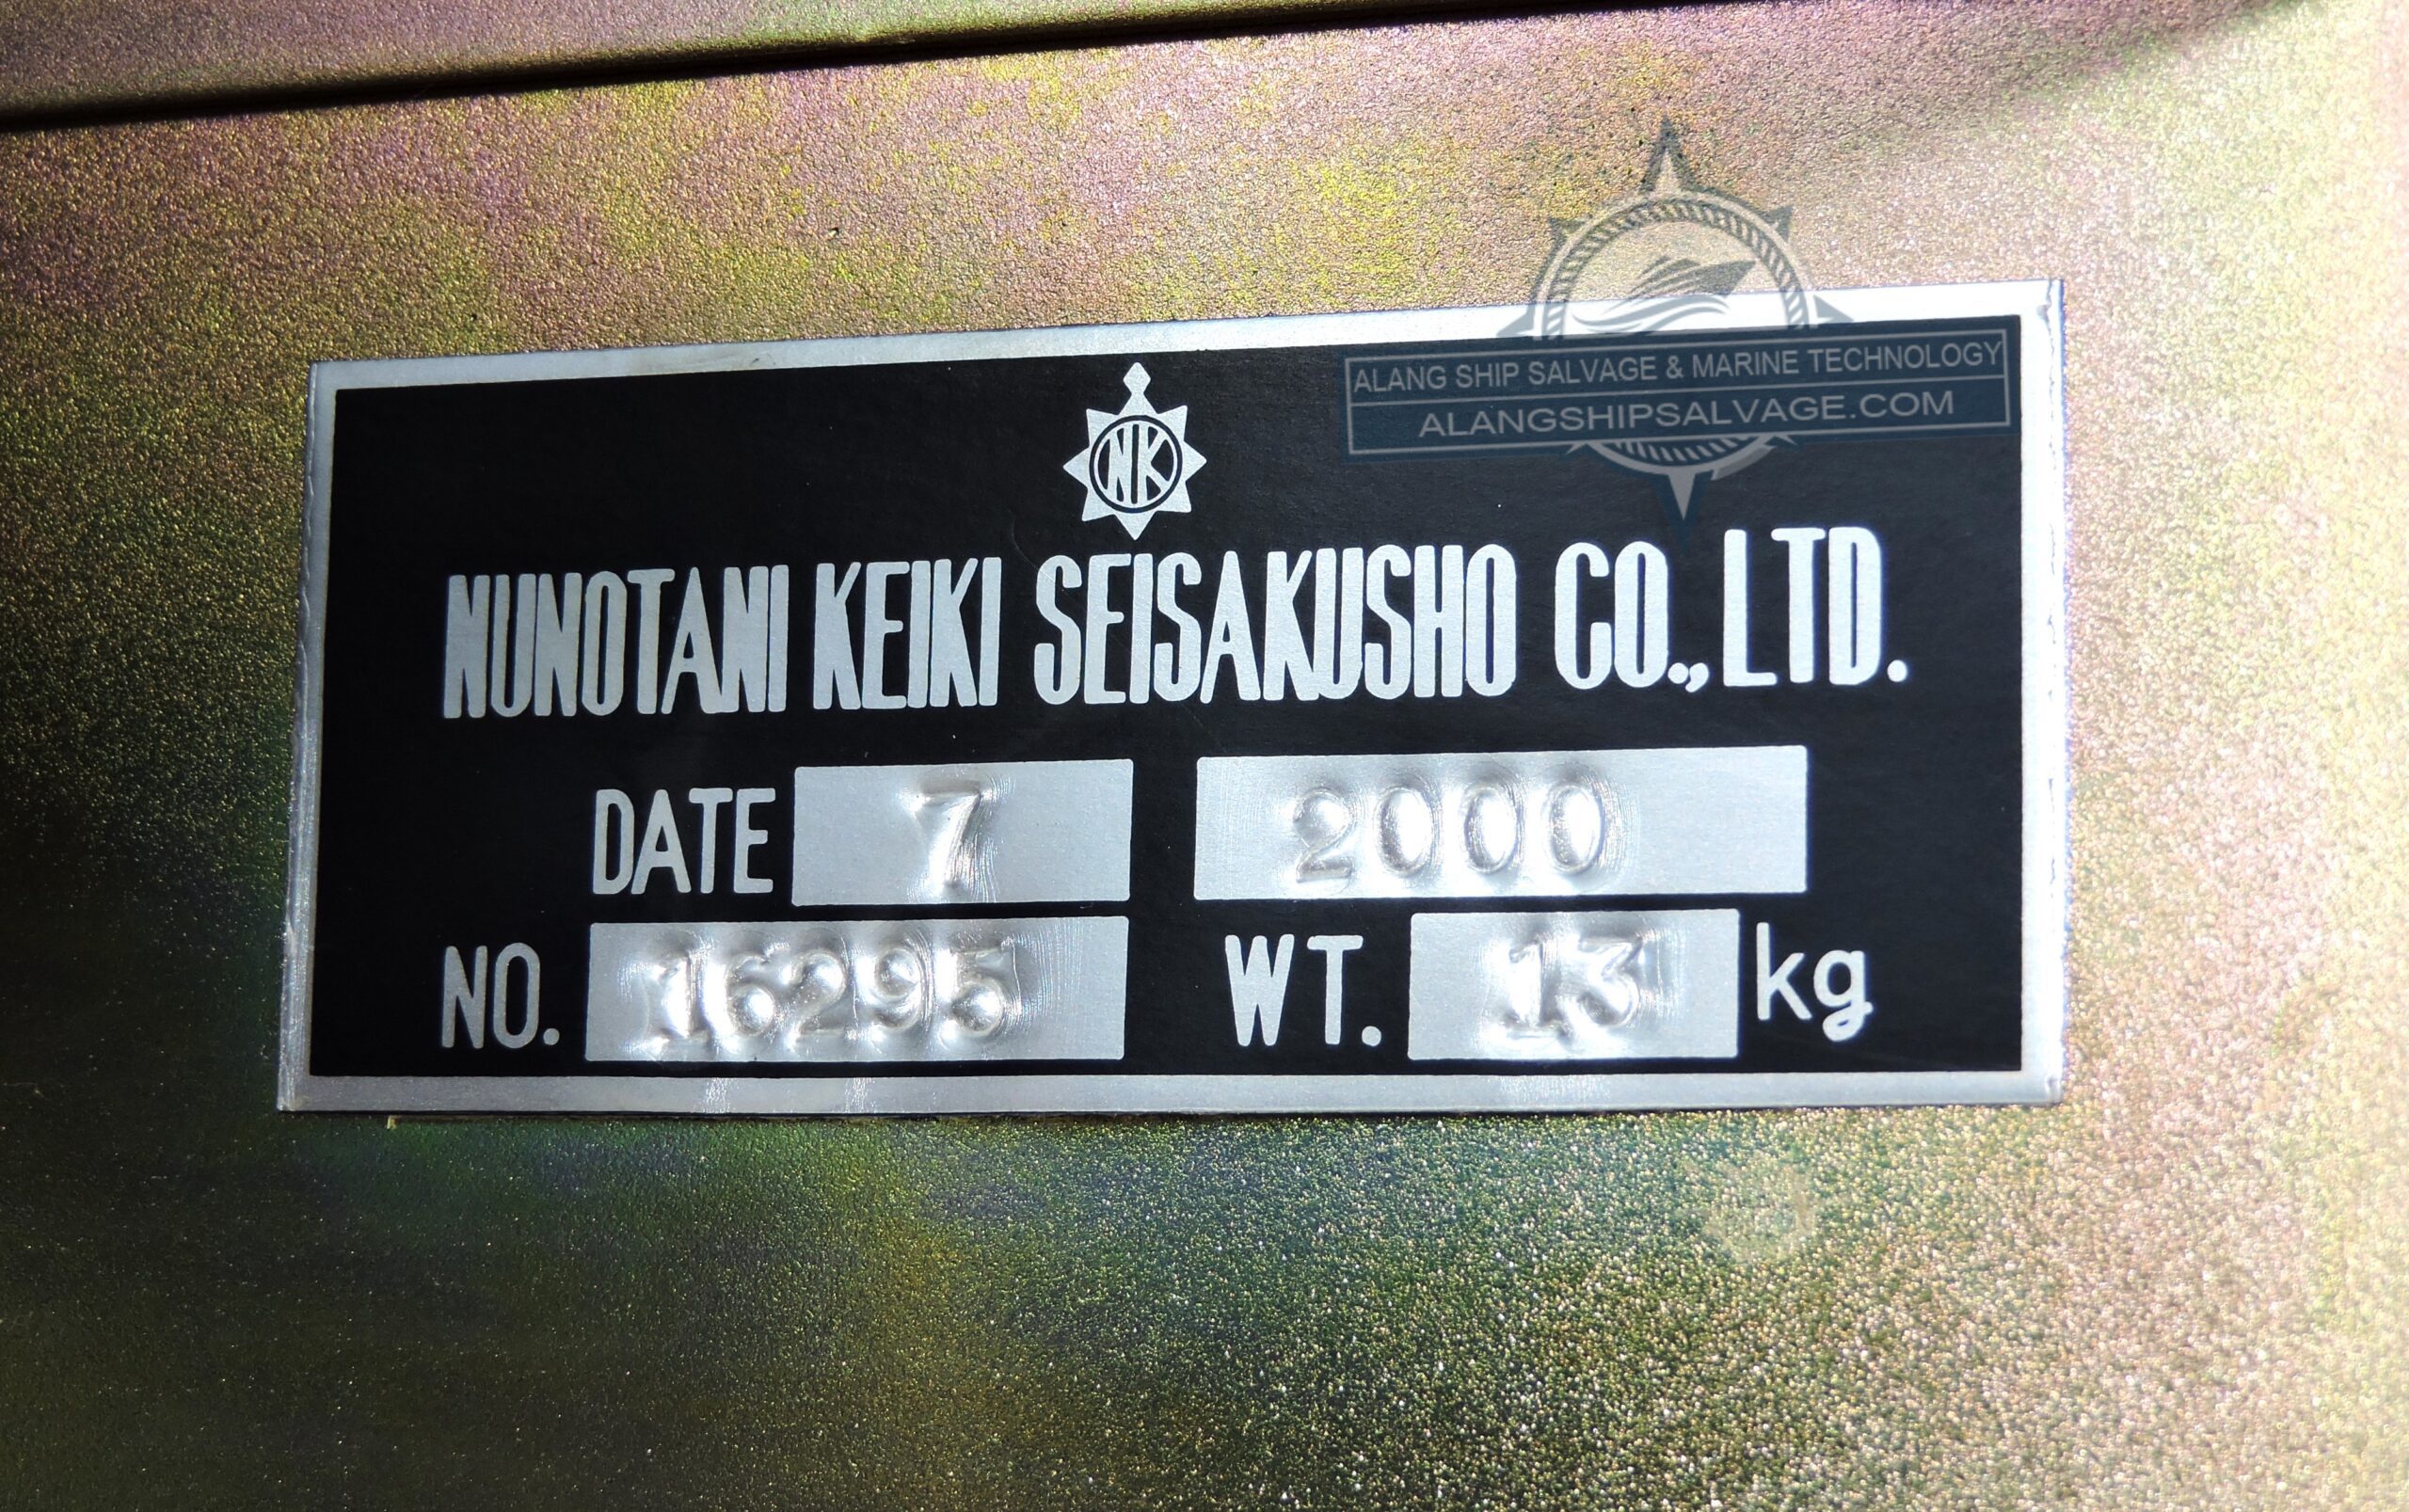 ALANG SHIP SALVAGE & MARINE TECHNOLOGY
ALANGSHIPSALVAGE.COM
NK
NUNOTANI KEIKI SEISAKUSHO CO.,LTD.
DATE 7 2000
NO. 16295 WT. 13 kg